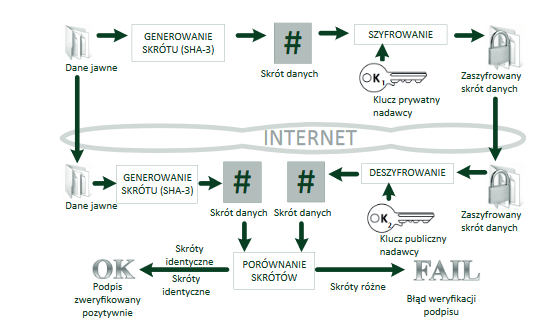 GENEROWANIE
SKRÓTU (SHA-3)
#
SZYFROWANIE
Dane jawne
Skrót danych
K1
Klucz prywatny
nadawcy
Zaszyfrowany
skrót danych
INTERNET
GENEROWANIE
SKRÓTU (SHA-3)
#
#
DESZYFROWANIE
Dane jawne
Skrót danych
Skrót danych
K2
Klucz publiczny
nadawcy
Zaszyfrowany
skrót danych
Skróty
identyczne
OK
Skróty
identyczne
PORÓWNANIE
SKRÓTÓW
Skróty różne
FAIL
Podpis
zweryfikowany
pozytywnie
Błąd weryfikacji
podpisu